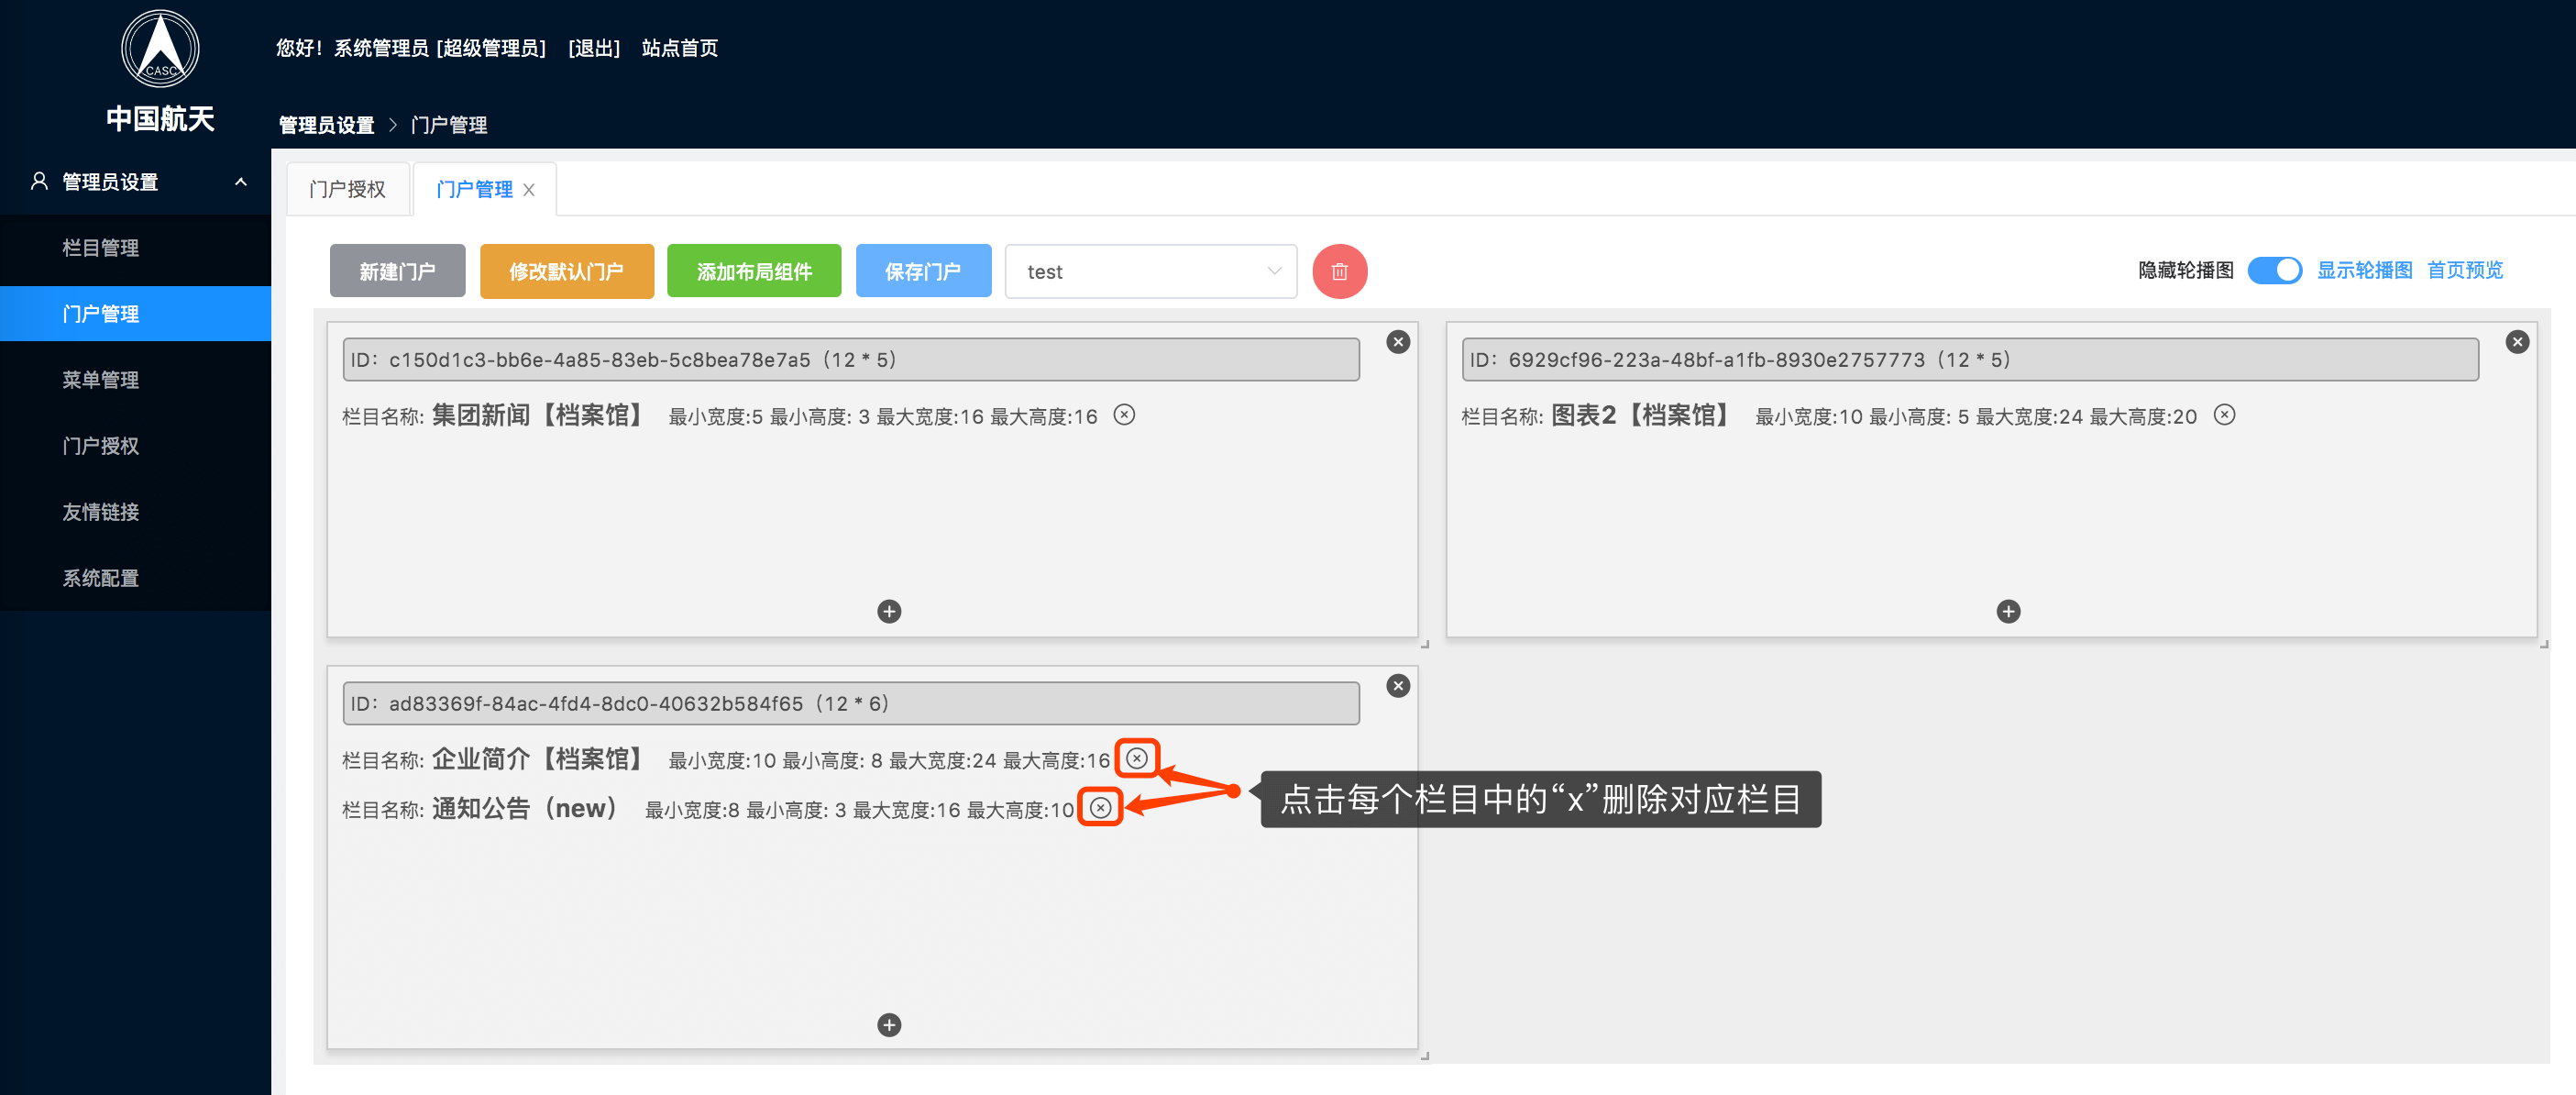 CASC
中国航天
您好！系统管理员 [超级管理员] [退出] 站点首页
管理员设置 > 门户管理
管理员设置
栏目管理
门户管理
菜单管理
门户授权
友情链接
系统配置
门户授权 门户管理
新建门户 修改默认门户 添加布局组件 保存门户 test 隐藏轮播图 显示轮播图 首页预览
ID：c150d1c3-bb6e-4a85-83eb-5c8bea78e7a5（12 * 5）
栏目名称: 集团新闻【档案馆】 最小宽度:5 最小高度: 3 最大宽度:16 最大高度:16
ID：6929cf96-223a-48bf-a1fb-8930e2757773（12 * 5）
栏目名称: 图表2【档案馆】 最小宽度:10 最小高度: 5 最大宽度:24 最大高度:20
ID：ad83369f-84ac-4fd4-8dc0-40632b584f65（12 * 6）
栏目名称: 企业简介【档案馆】 最小宽度:10 最小高度: 8 最大宽度:24 最大高度:16
栏目名称: 通知公告（new） 最小宽度:8 最小高度: 3 最大宽度:16 最大高度:10
点击每个栏目中的“x”删除对应栏目